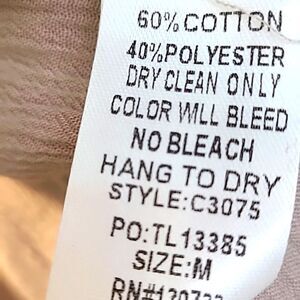 60% COTTON
40% POLYESTER
DRY CLEAN ONLY
COLOR WILL BLEED
NO BLEACH
HANG TO DRY
STYLE:C3075
PO:TL13385
SIZE:M